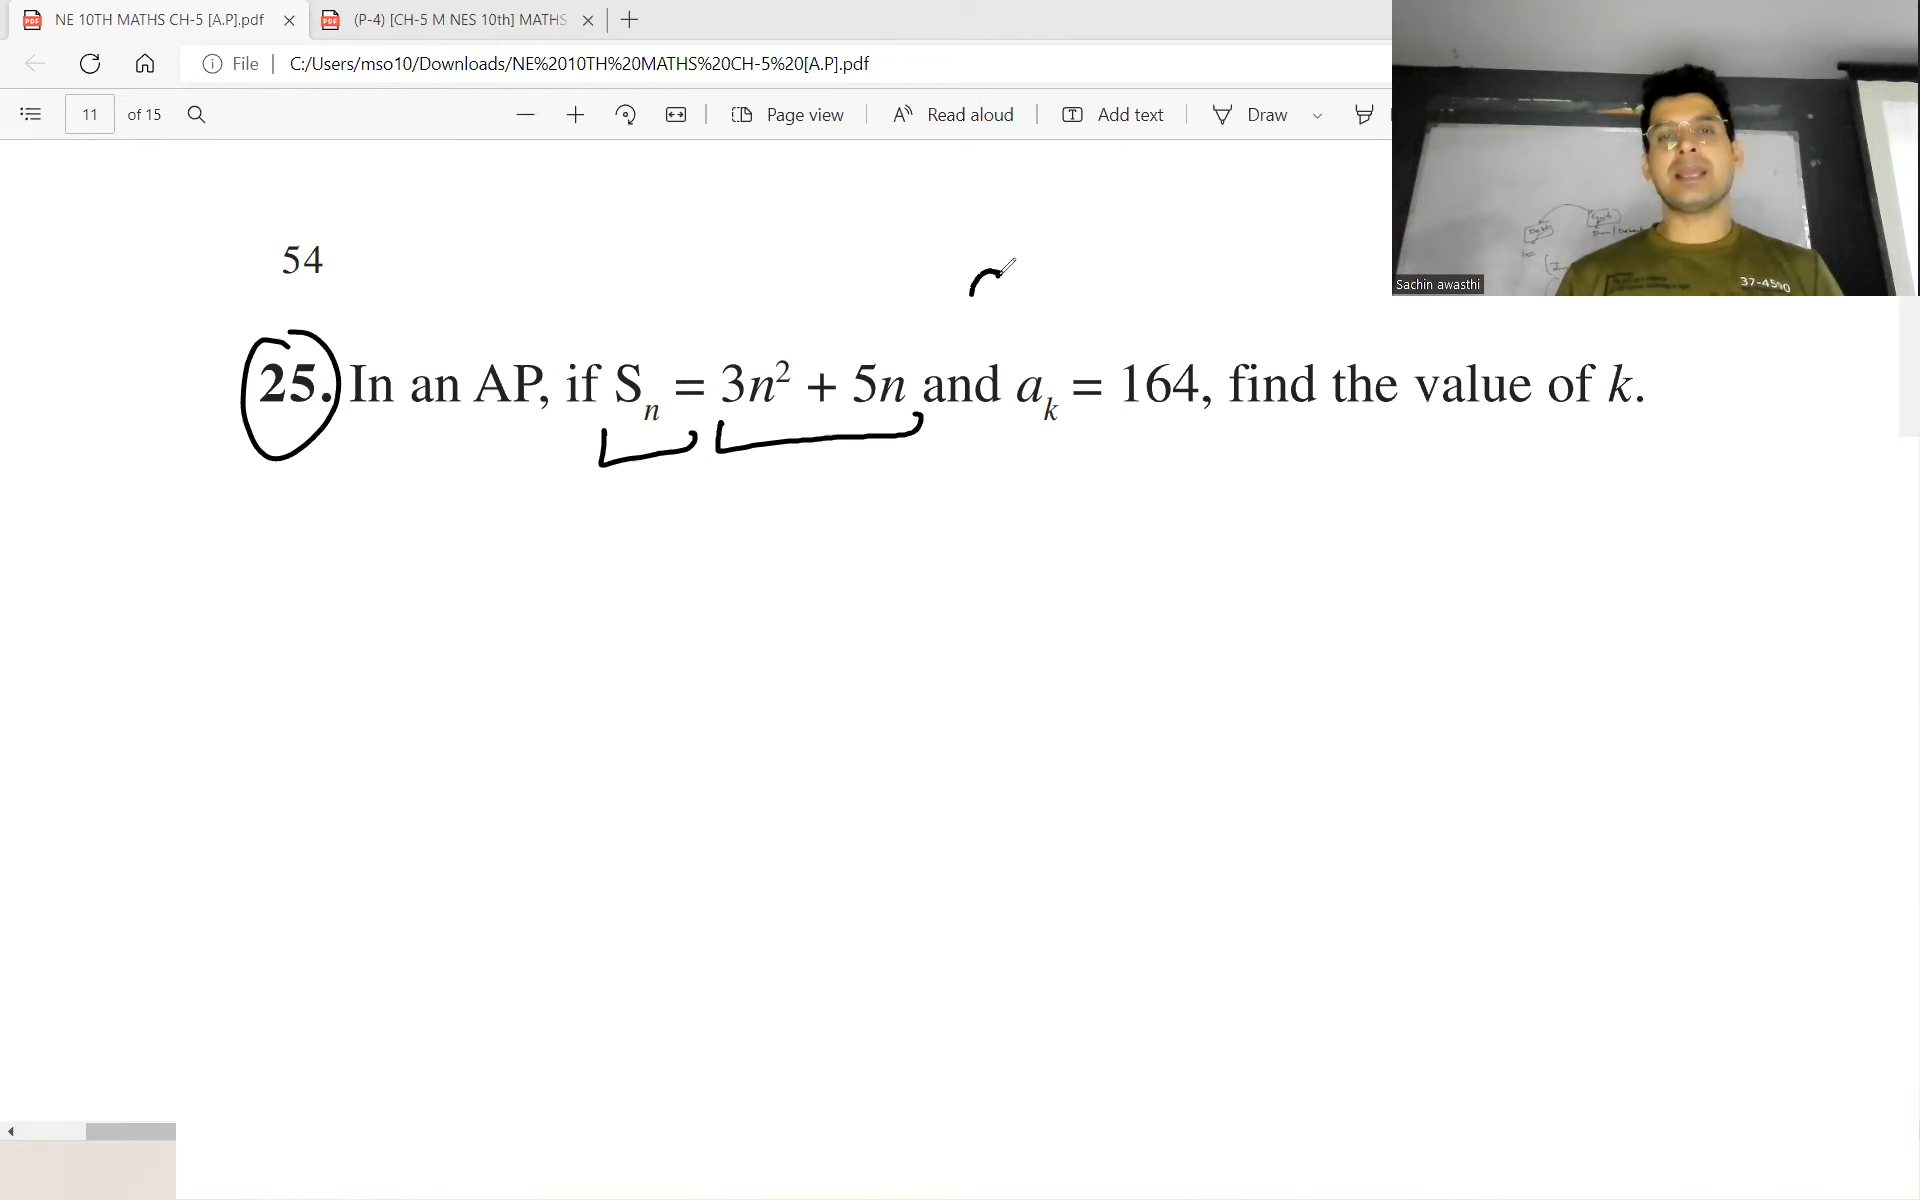 NE 10TH MATHS CH-5 [A.P].pdf
(P-4) [CH-5 M NES 10th] MATHS
File
C:/Users/mso10/Downloads/NE%2010TH%20MATHS%20CH-5%20[A.P].pdf
11 of 15
Page view
Read aloud
Add text
Draw
Sachin awasthi
54
25. In an AP, if Sₙ = 3n² + 5n and aₖ = 164, find the value of k.